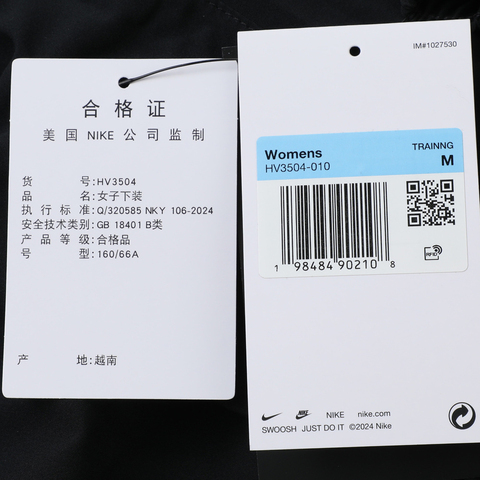 合格证
美国 NIKE 公司监制
货 号:HV3504
品 名:女子下装
执行标准:Q/320585 NKY 106-2024
安全技术类别:GB 18401 B类
产品等级:合格品
号 型:160/66A
产 地:越南
IM#1027530
TRAINNG
Womens M
HV3504-010
1 98484 90210 8
RFID
NIKE nike.com
SWOOSH JUST DO IT ©2024 Nike